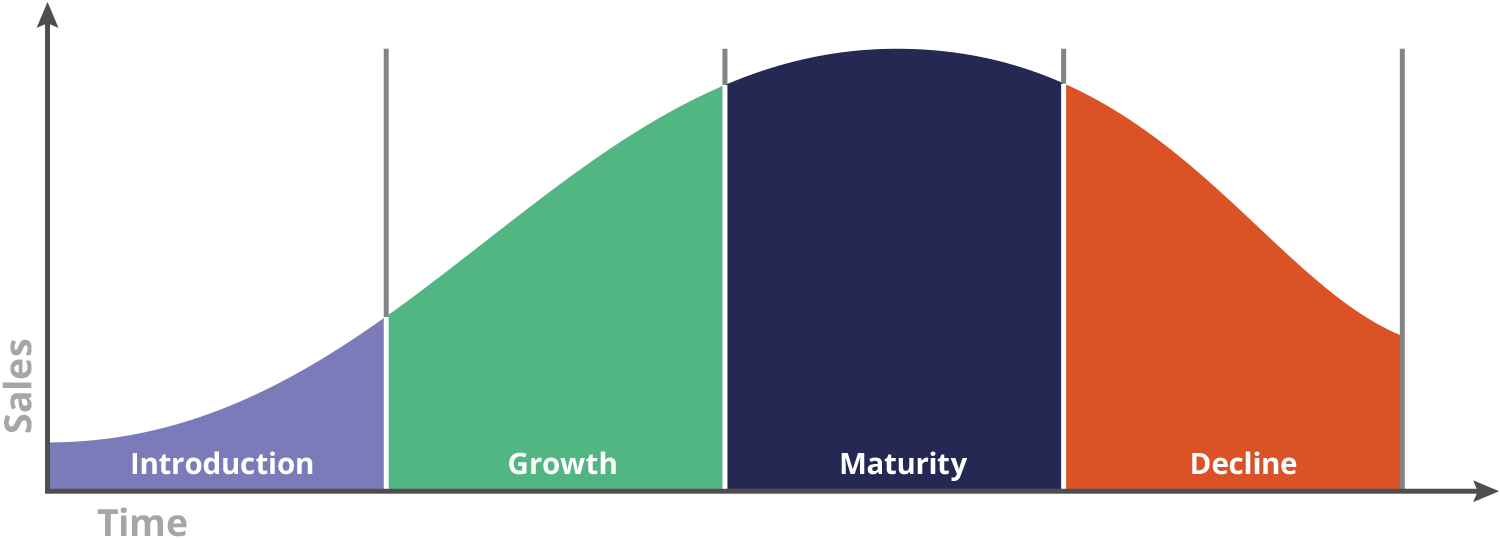 Sales
Introduction
Growth
Maturity
Decline
Time